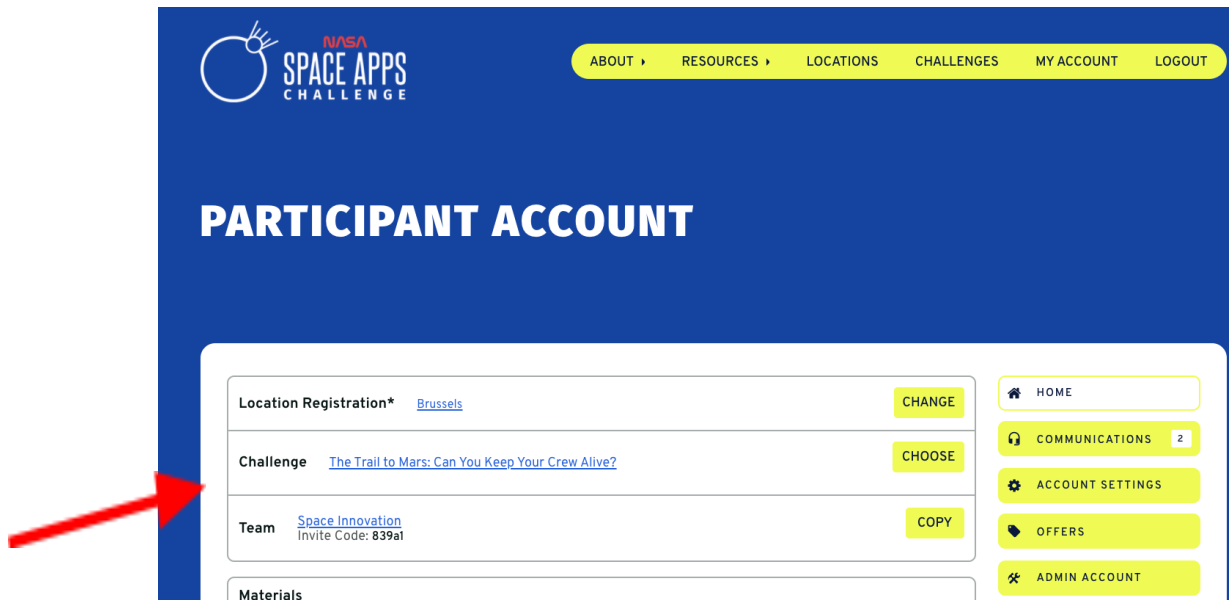 NASA
SPACE APPS
CHALLENGE
ABOUT RESOURCES LOCATIONS CHALLENGES MY ACCOUNT LOGOUT
PARTICIPANT ACCOUNT
Location Registration* Brussels CHANGE
Challenge The Trail to Mars: Can You Keep Your Crew Alive? CHOOSE
Team Space Innovation
Invite Code: 839a1 COPY
Materials
HOME
COMMUNICATIONS 2
ACCOUNT SETTINGS
OFFERS
ADMIN ACCOUNT